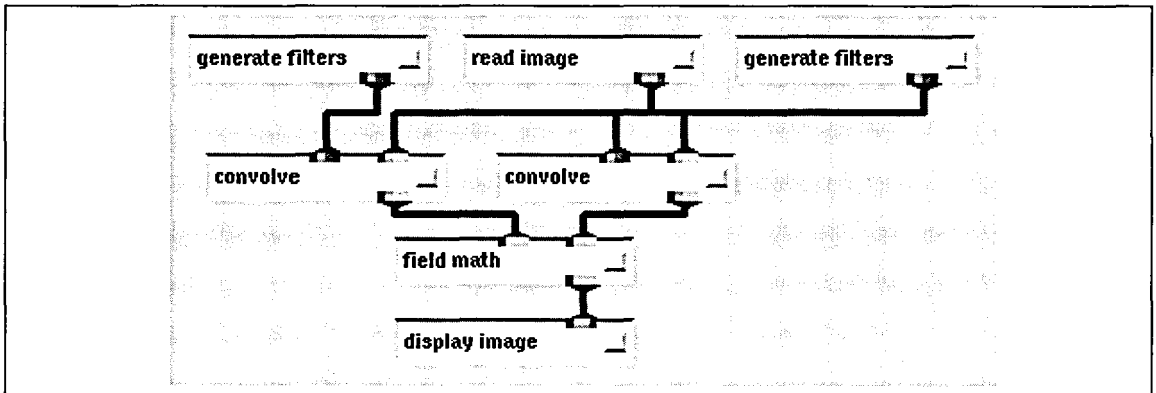 generate filters
read image
generate filters
convolve
convolve
field math
display image